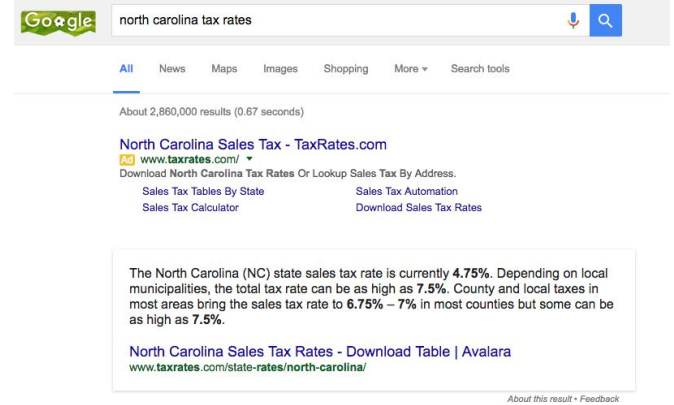 Google
north carolina tax rates
All News Maps Images Shopping More Search tools
About 2,860,000 results (0.67 seconds)
North Carolina Sales Tax - TaxRates.com
Ad www.taxrates.com/
Download North Carolina Tax Rates Or Lookup Sales Tax By Address.
Sales Tax Tables By State Sales Tax Automation
Sales Tax Calculator Download Sales Tax Rates
The North Carolina (NC) state sales tax rate is currently 4.75%. Depending on local
municipalities, the total tax rate can be as high as 7.5%. County and local taxes in
most areas bring the sales tax rate to 6.75% – 7% in most counties but some can be
as high as 7.5%.
North Carolina Sales Tax Rates - Download Table | Avalara
www.taxrates.com/state-rates/north-carolina/
About this result • Feedback